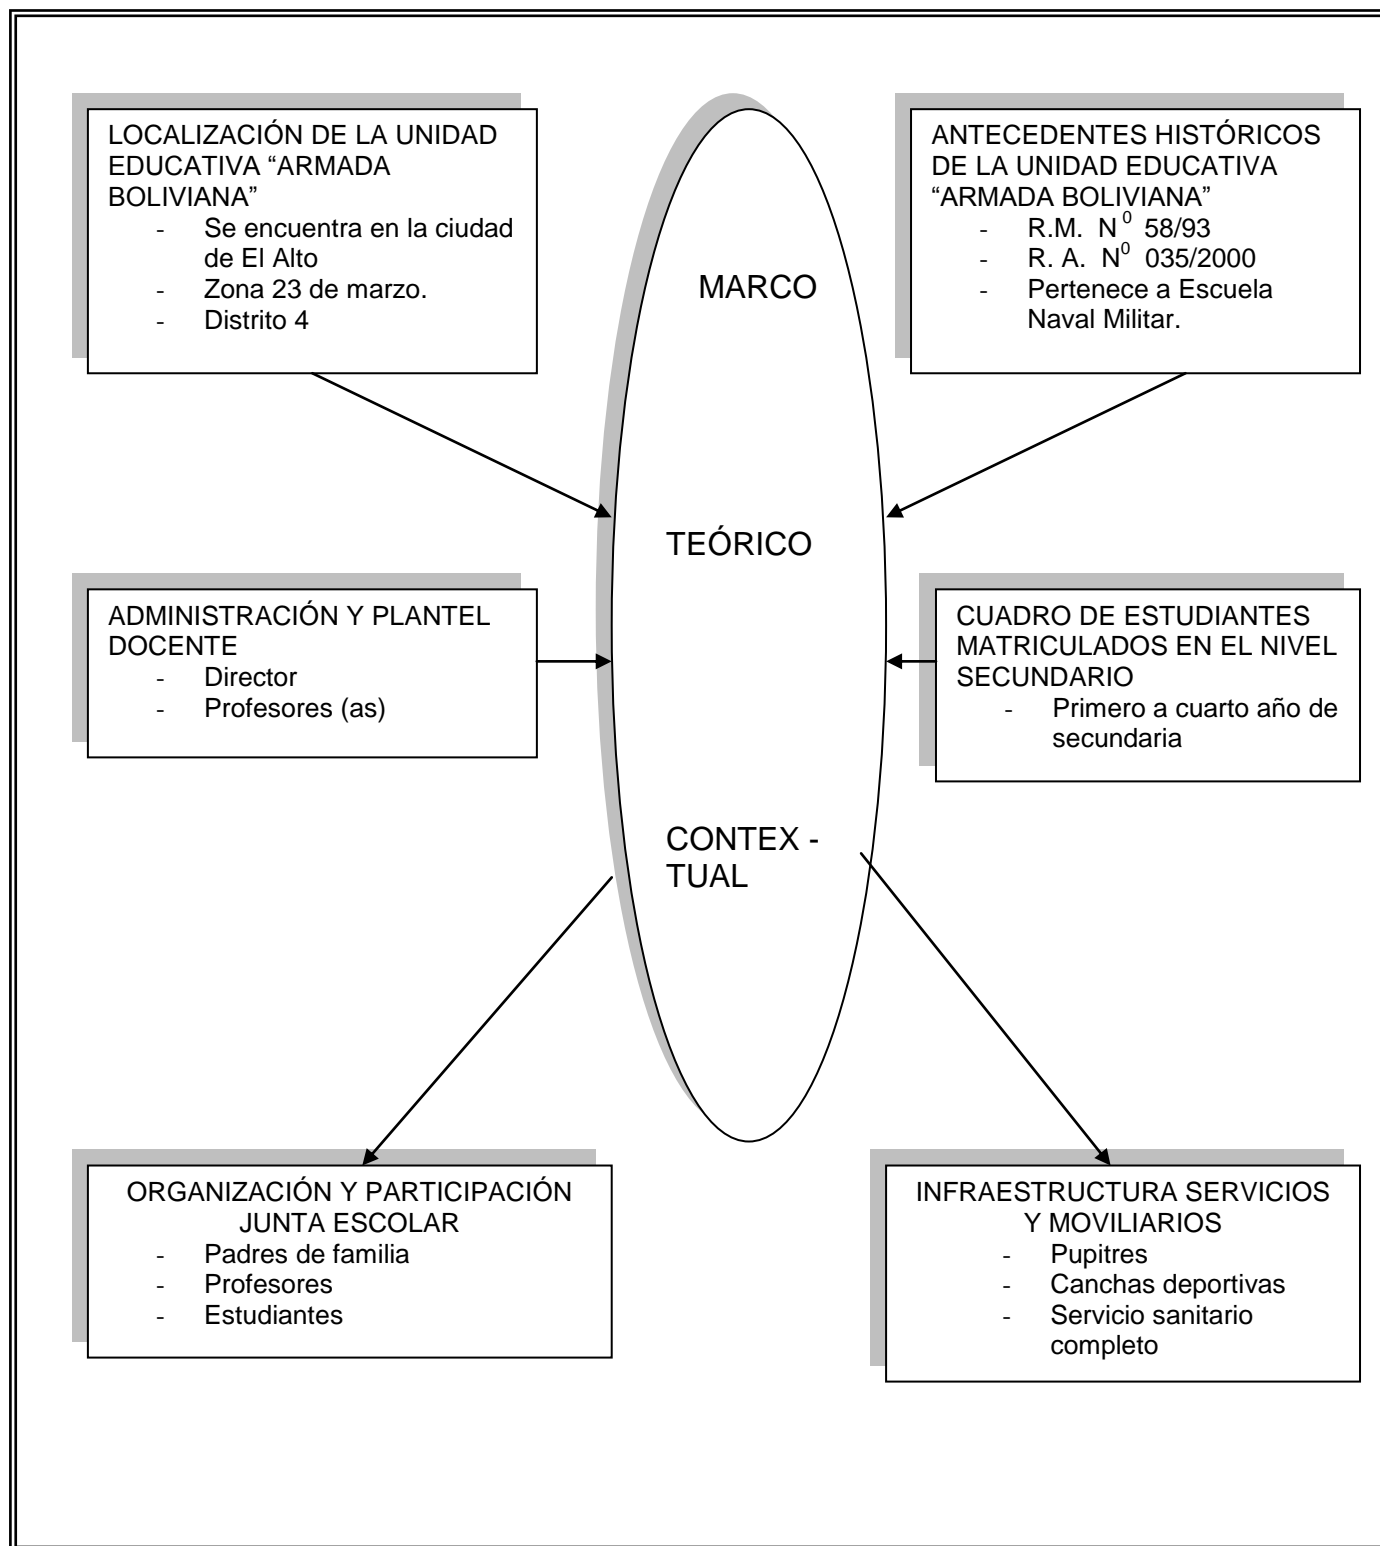 LOCALIZACIÓN DE LA UNIDAD
EDUCATIVA “ARMADA
BOLIVIANA”
- Se encuentra en la ciudad
de El Alto
- Zona 23 de marzo.
- Distrito 4
ANTECEDENTES HISTÓRICOS
DE LA UNIDAD EDUCATIVA
“ARMADA BOLIVIANA”
- R.M. N⁰ 58/93
- R. A. N⁰ 035/2000
- Pertenece a Escuela
Naval Militar.
MARCO
TEÓRICO
CONTEX -
TUAL
ADMINISTRACIÓN Y PLANTEL
DOCENTE
- Director
- Profesores (as)
CUADRO DE ESTUDIANTES
MATRICULADOS EN EL NIVEL
SECUNDARIO
- Primero a cuarto año de
secundaria
ORGANIZACIÓN Y PARTICIPACIÓN
JUNTA ESCOLAR
- Padres de familia
- Profesores
- Estudiantes
INFRAESTRUCTURA SERVICIOS
Y MOVILIARIOS
- Pupitres
- Canchas deportivas
- Servicio sanitario
completo